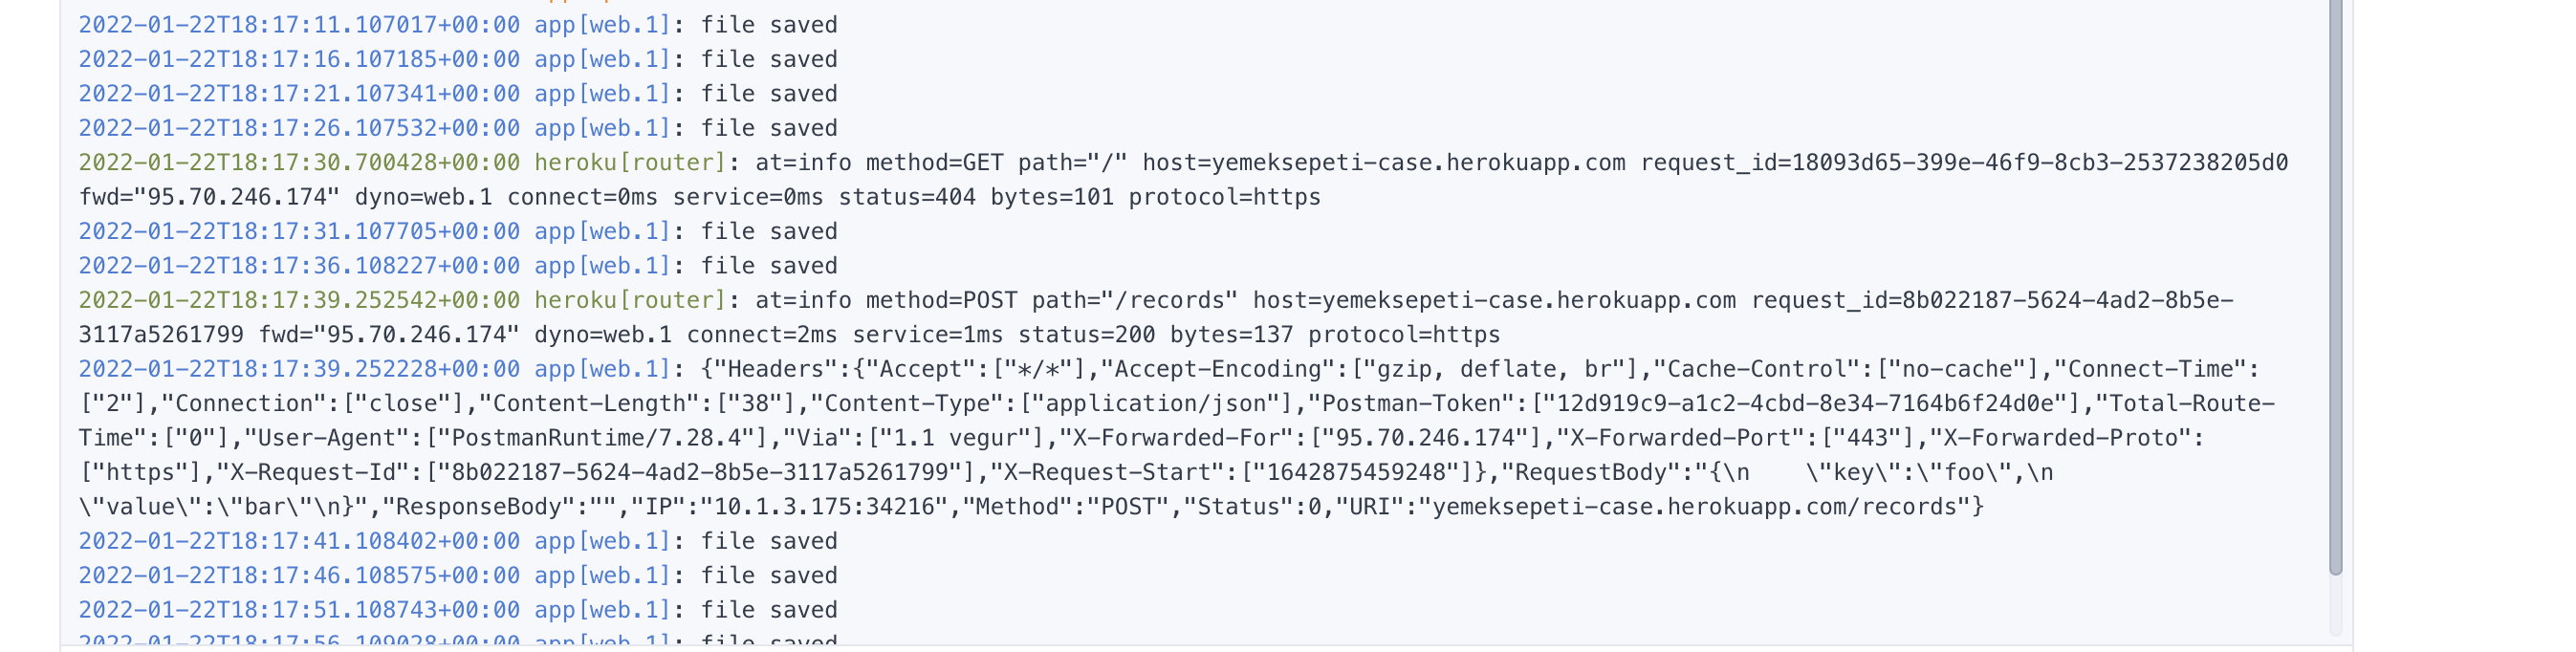 2022-01-22T18:17:11.107017+00:00 app[web.1]: file saved
2022-01-22T18:17:16.107185+00:00 app[web.1]: file saved
2022-01-22T18:17:21.107341+00:00 app[web.1]: file saved
2022-01-22T18:17:26.107532+00:00 app[web.1]: file saved
2022-01-22T18:17:30.700428+00:00 heroku[router]: at=info method=GET path="/" host=yemeksepeti-case.herokuapp.com request_id=18093d65-399e-46f9-8cb3-2537238205d0
fwd="95.70.246.174" dyno=web.1 connect=0ms service=0ms status=404 bytes=101 protocol=https
2022-01-22T18:17:31.107705+00:00 app[web.1]: file saved
2022-01-22T18:17:36.108227+00:00 app[web.1]: file saved
2022-01-22T18:17:39.252542+00:00 heroku[router]: at=info method=POST path="/records" host=yemeksepeti-case.herokuapp.com request_id=8b022187-5624-4ad2-8b5e-
3117a5261799 fwd="95.70.246.174" dyno=web.1 connect=2ms service=1ms status=200 bytes=137 protocol=https
2022-01-22T18:17:39.252228+00:00 app[web.1]: {"Headers":{"Accept":["*/*"],"Accept-Encoding":["gzip, deflate, br"],"Cache-Control":["no-cache"],"Connect-Time":
["2"],"Connection":["close"],"Content-Length":["38"],"Content-Type":["application/json"],"Postman-Token":["12d919c9-a1c2-4cbd-8e34-7164b6f24d0e"],"Total-Route-
Time":["0"],"User-Agent":["PostmanRuntime/7.28.4"],"Via":["1.1 vegur"],"X-Forwarded-For":["95.70.246.174"],"X-Forwarded-Port":["443"],"X-Forwarded-Proto":
["https"],"X-Request-Id":["8b022187-5624-4ad2-8b5e-3117a5261799"],"X-Request-Start":["1642875459248"]},"RequestBody":"{\n    \"key\":\"foo\",\n
\"value\":\"bar\"\n}","ResponseBody":"","IP":"10.1.3.175:34216","Method":"POST","Status":0,"URI":"yemeksepeti-case.herokuapp.com/records"}
2022-01-22T18:17:41.108402+00:00 app[web.1]: file saved
2022-01-22T18:17:46.108575+00:00 app[web.1]: file saved
2022-01-22T18:17:51.108743+00:00 app[web.1]: file saved
2022-01-22T18:17:56.109028+00:00 app[web.1]: file saved